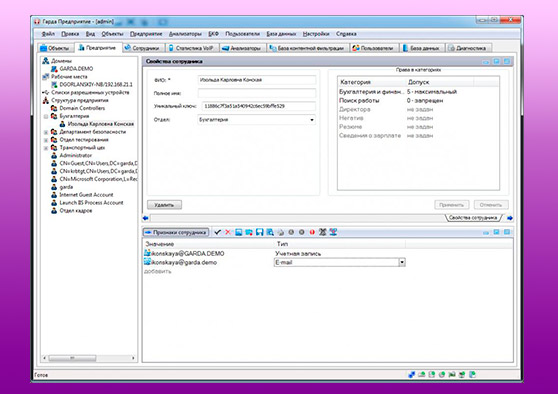 Гарда Предприятие - [admin]
Файл Правка Вид Объекты Предприятие Анализаторы БКФ Пользователи База данных Настройки Справка
Объекты Предприятие Сотрудники Статистика VoIP Анализаторы База контентной фильтрации Пользователи База данных Диагностика
Домены
GARDA.DEMO
Рабочие места
DGORLANSKIY-NB/192.168.21.1
Списки разрешенных устройств
Структура предприятия
Domain Controllers
Бухгалтерия
Изольда Карловна Конская
Департамент безопасности
Отдел тестирования
Транспортный цех
Administrator
CN=Guest,CN=Users,DC=garda,D
CN=krbtgt,CN=Users,DC=garda,D
CN=Microsoft Corporation,L=Rec
garda
Internet Guest Account
Launch IIS Process Account
Отдел кадров
Свойства сотрудника
ФИО: *
Изольда Карловна Конская
Полное имя:
Уникальный ключ:
Отдел:
Бухгалтерия
Права в категориях
Категория Допуск
Бухгалтерия и финан... 5 - максимальный
Поиск работы 0 - запрещен
Директора не задан
Негатив не задан
Резюме не задан
Сведения о зарплате не задан
Удалить Применить Отменить
Свойства сотрудника
Признаки сотрудника
Значение Тип
ikonskaya@GARDA.DEMO Учетная запись
ikonskaya@garda.demo E-mail
добавить
Готов